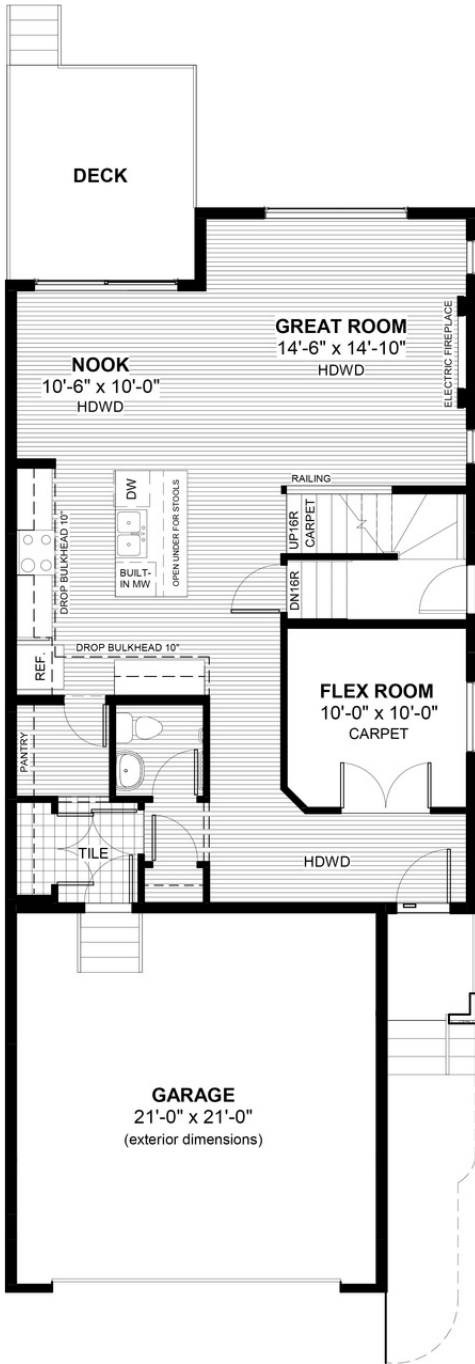 DECK
GREAT ROOM
14'-6" x 14'-10"
HDWD
ELECTRIC FIREPLACE
NOOK
10'-6" x 10'-0"
HDWD
RAILING
DW
OPEN UNDER FOR STOOLS
BUILT-
IN MW
UP16R
CARPET
DN16R
DROP BULKHEAD 10"
DROP BULKHEAD 10"
REF.
FLEX ROOM
10'-0" x 10'-0"
CARPET
PANTRY
TILE
HDWD
GARAGE
21'-0" x 21'-0"
(exterior dimensions)